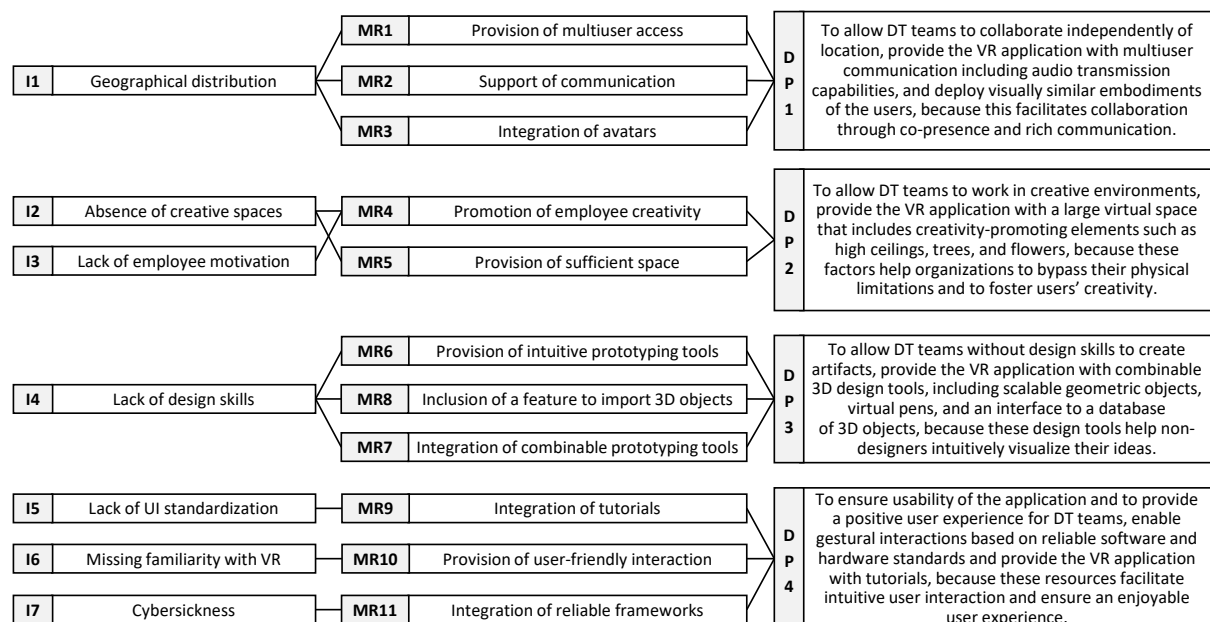 MR1 Provision of multiuser access
I1 Geographical distribution
MR2 Support of communication
MR3 Integration of avatars
D
P
1
To allow DT teams to collaborate independently of
location, provide the VR application with multiuser
communication including audio transmission
capabilities, and deploy visually similar embodiments
of the users, because this facilitates collaboration
through co-presence and rich communication.
I2 Absence of creative spaces
MR4 Promotion of employee creativity
I3 Lack of employee motivation
MR5 Provision of sufficient space
D
P
2
To allow DT teams to work in creative environments,
provide the VR application with a large virtual space
that includes creativity-promoting elements such as
high ceilings, trees, and flowers, because these
factors help organizations to bypass their physical
limitations and to foster users’ creativity.
MR6 Provision of intuitive prototyping tools
I4 Lack of design skills
MR8 Inclusion of a feature to import 3D objects
MR7 Integration of combinable prototyping tools
D
P
3
To allow DT teams without design skills to create
artifacts, provide the VR application with combinable
3D design tools, including scalable geometric objects,
virtual pens, and an interface to a database
of 3D objects, because these design tools help non-
designers intuitively visualize their ideas.
I5 Lack of UI standardization
MR9 Integration of tutorials
I6 Missing familiarity with VR
MR10 Provision of user-friendly interaction
I7 Cybersickness
MR11 Integration of reliable frameworks
D
P
4
To ensure usability of the application and to provide
a positive user experience for DT teams, enable
gestural interactions based on reliable software and
hardware standards and provide the VR application
with tutorials, because these resources facilitate
intuitive user interaction and ensure an enjoyable
user experience.